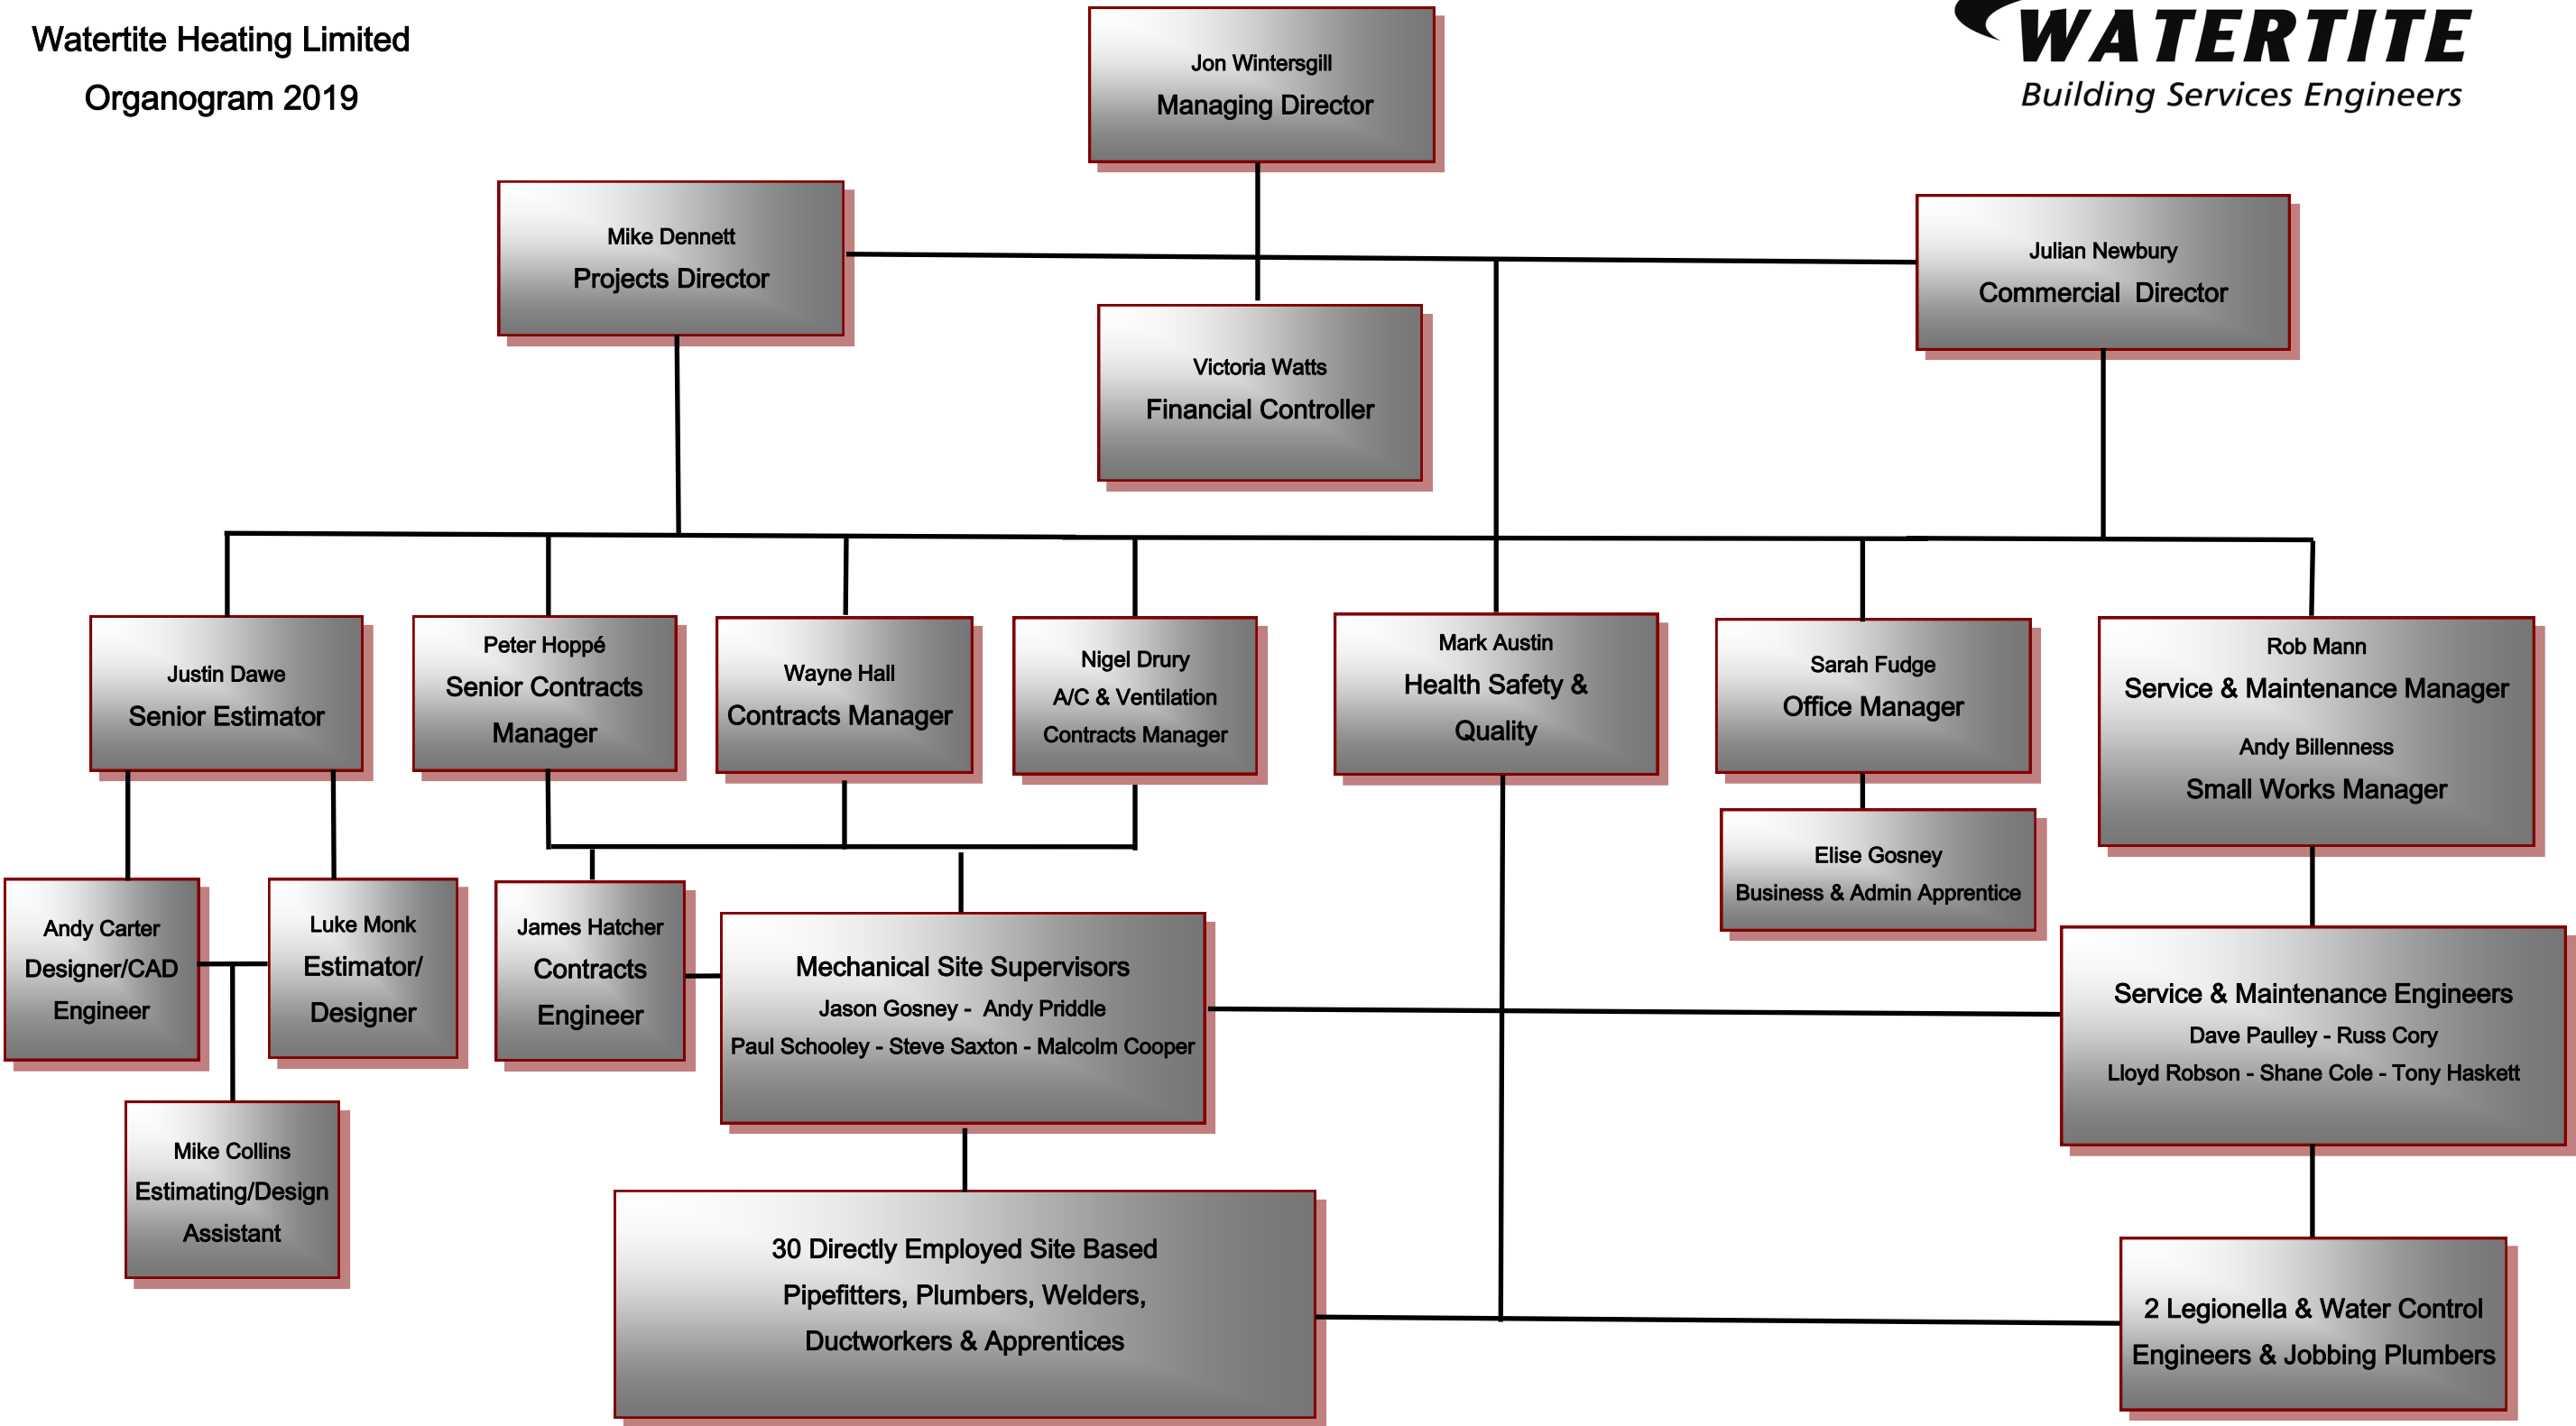 Watertite Heating Limited
Organogram 2019
WATERTITE
Building Services Engineers
Jon Wintersgill
Managing Director
Mike Dennett
Projects Director
Julian Newbury
Commercial Director
Victoria Watts
Financial Controller
Justin Dawe
Senior Estimator
Peter Hoppé
Senior Contracts
Manager
Wayne Hall
Contracts Manager
Nigel Drury
A/C & Ventilation
Contracts Manager
Mark Austin
Health Safety &
Quality
Sarah Fudge
Office Manager
Rob Mann
Service & Maintenance Manager
Andy Billenness
Small Works Manager
Elise Gosney
Business & Admin Apprentice
Andy Carter
Designer/CAD
Engineer
Luke Monk
Estimator/
Designer
James Hatcher
Contracts
Engineer
Mechanical Site Supervisors
Jason Gosney - Andy Priddle
Paul Schooley - Steve Saxton - Malcolm Cooper
Service & Maintenance Engineers
Dave Paulley - Russ Cory
Lloyd Robson - Shane Cole - Tony Haskett
Mike Collins
Estimating/Design
Assistant
30 Directly Employed Site Based
Pipefitters, Plumbers, Welders,
Ductworkers & Apprentices
2 Legionella & Water Control
Engineers & Jobbing Plumbers